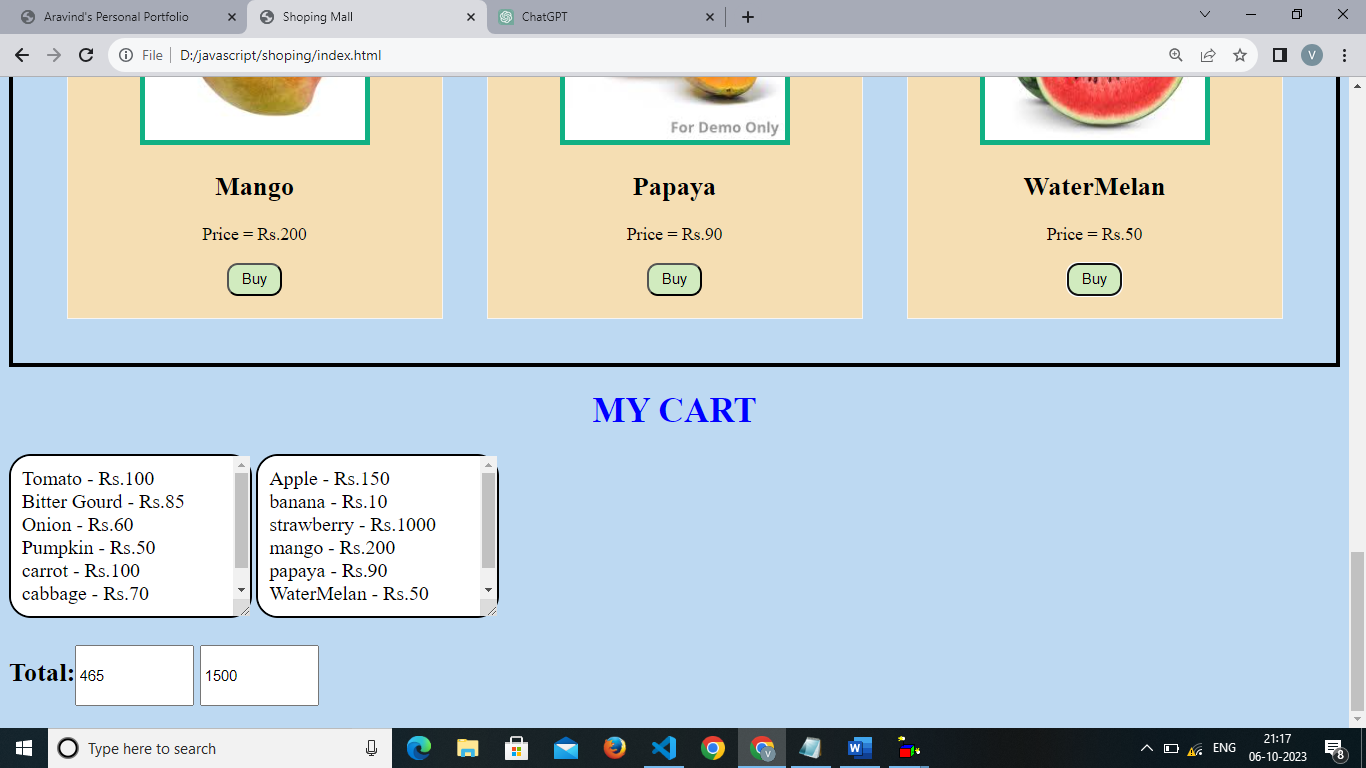 Aravind's Personal Portfolio
Shoping Mall
ChatGPT
File
D:/javascript/shoping/index.html
V
For Demo Only
Mango
Papaya
WaterMelan
Price = Rs.200
Price = Rs.90
Price = Rs.50
Buy
Buy
Buy
MY CART
Tomato - Rs.100
Bitter Gourd - Rs.85
Onion - Rs.60
Pumpkin - Rs.50
carrot - Rs.100
cabbage - Rs.70
Apple - Rs.150
banana - Rs.10
strawberry - Rs.1000
mango - Rs.200
papaya - Rs.90
WaterMelan - Rs.50
Total: 465 1500
Type here to search
V
W
ENG
21:17
06-10-2023
8